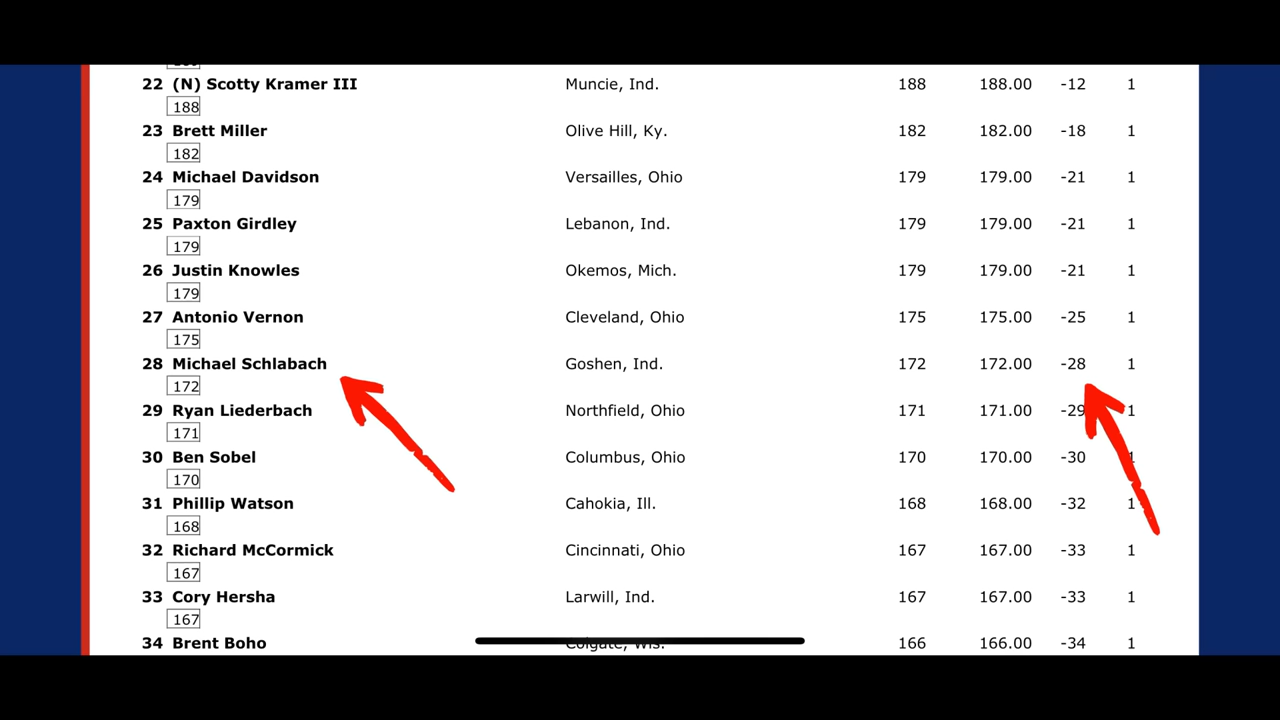 22 (N) Scotty Kramer III Muncie, Ind. 188 188.00 -12 1
188
23 Brett Miller Olive Hill, Ky. 182 182.00 -18 1
182
24 Michael Davidson Versailles, Ohio 179 179.00 -21 1
179
25 Paxton Girdley Lebanon, Ind. 179 179.00 -21 1
179
26 Justin Knowles Okemos, Mich. 179 179.00 -21 1
179
27 Antonio Vernon Cleveland, Ohio 175 175.00 -25 1
175
28 Michael Schlabach Goshen, Ind. 172 172.00 -28 1
172
29 Ryan Liederbach Northfield, Ohio 171 171.00 -29 1
171
30 Ben Sobel Columbus, Ohio 170 170.00 -30 1
170
31 Phillip Watson Cahokia, Ill. 168 168.00 -32 1
168
32 Richard McCormick Cincinnati, Ohio 167 167.00 -33 1
167
33 Cory Hersha Larwill, Ind. 167 167.00 -33 1
167
34 Brent Boho Colgate, Wis. 166 166.00 -34 1